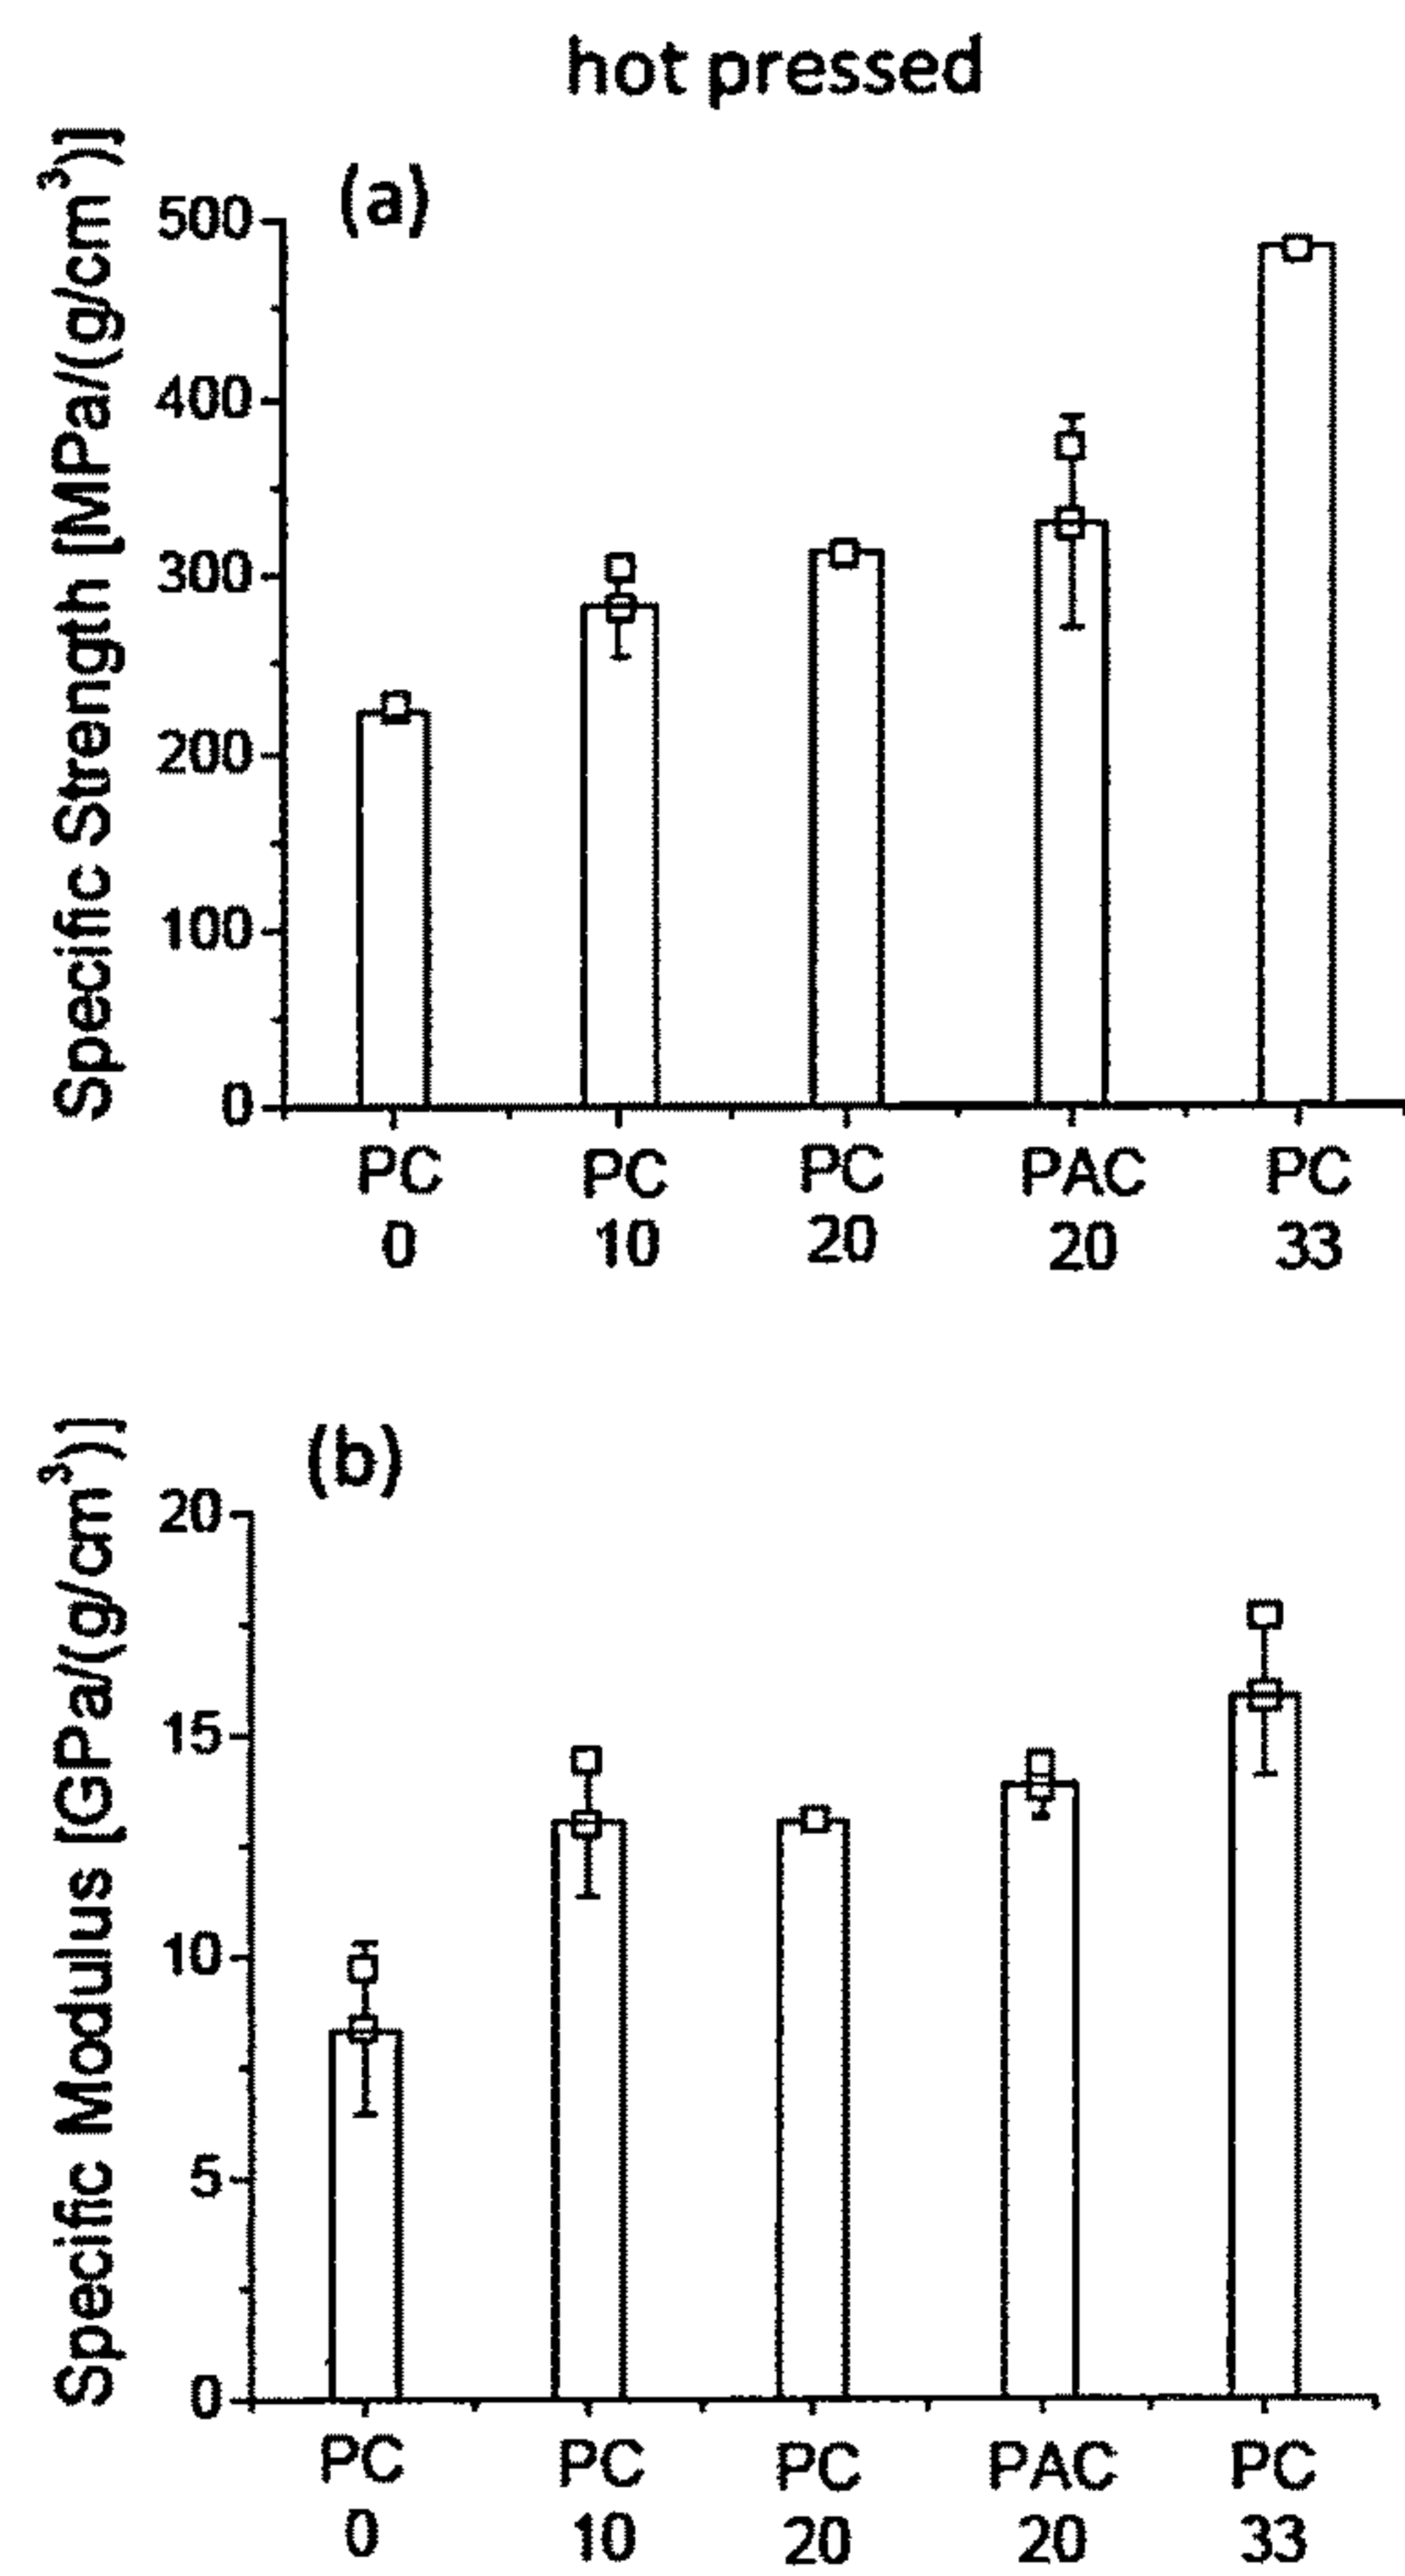 hot pressed
(a)
Specific Strength [MPa/(g/cm³)]
500
400
300
200
100
0
PC PC PC PAC PC
0 10 20 20 33
(b)
Specific Modulus [GPa/(g/cm³)]
20
15
10
5
0
PC PC PC PAC PC
0 10 20 20 33